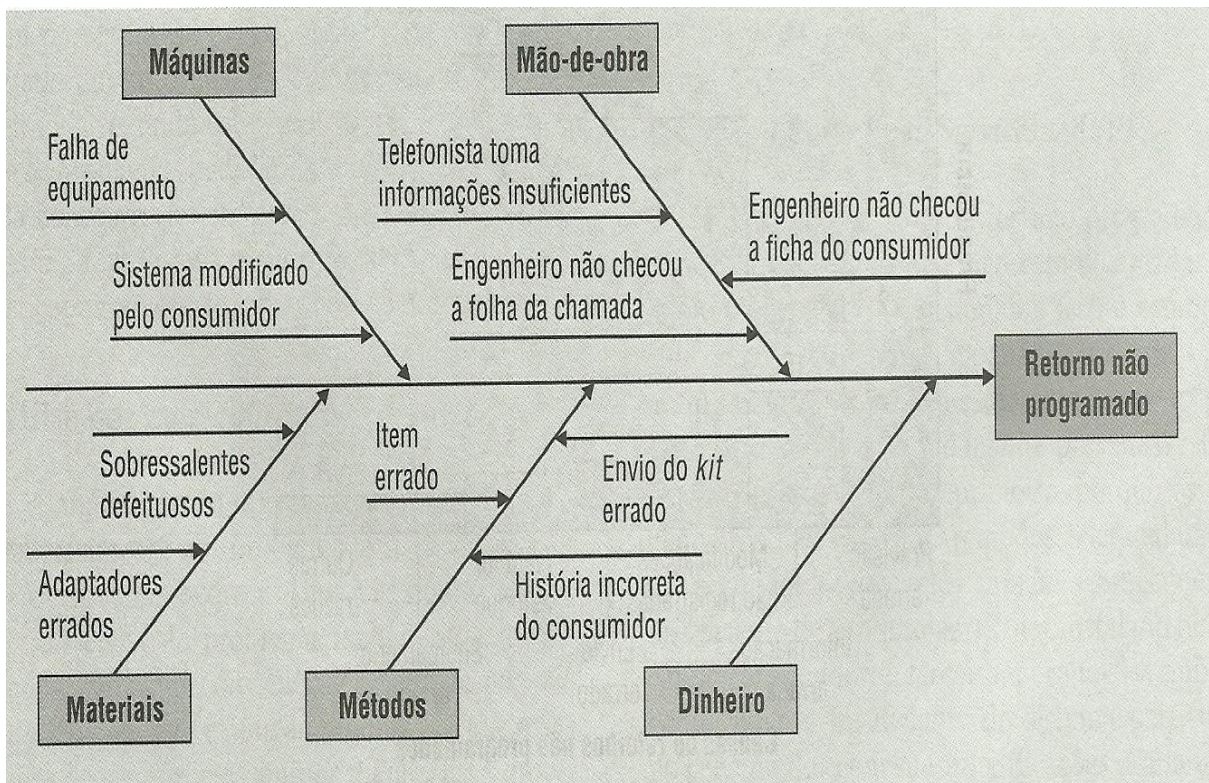 Máquinas
Mão-de-obra
Falha de
equipamento
Telefonista toma
informações insuficientes
Engenheiro não checou
a ficha do consumidor
Sistema modificado
pelo consumidor
Engenheiro não checou
a folha da chamada
Retorno não
programado
Sobressalentes
defeituosos
Item
errado
Envio do kit
errado
Adaptadores
errados
História incorreta
do consumidor
Materiais
Métodos
Dinheiro